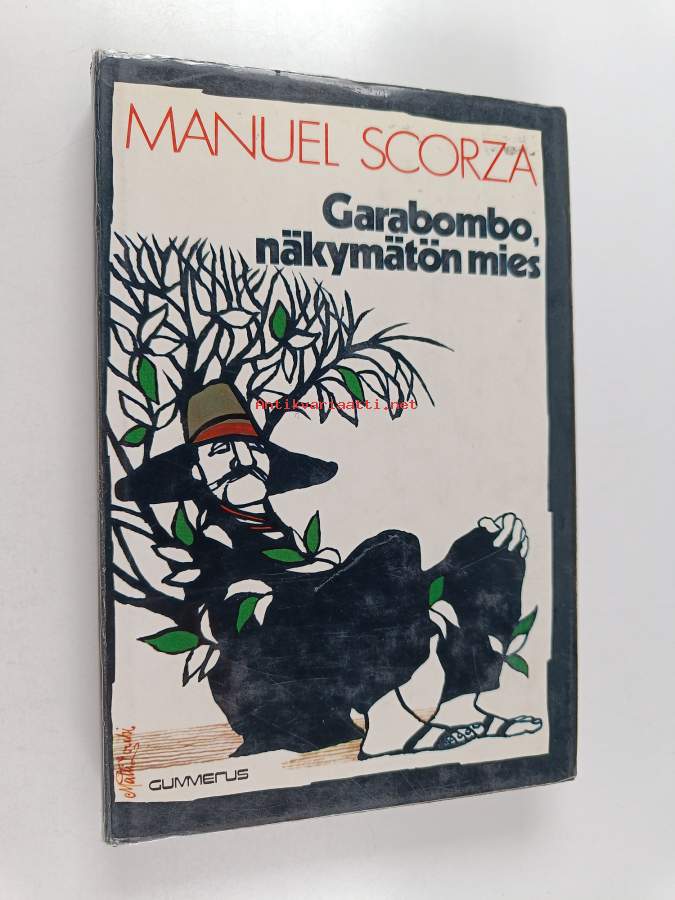 MANUEL SCORZA
Garabombo,
näkymätön mies
Antikvariaatti.net
GUMMERUS